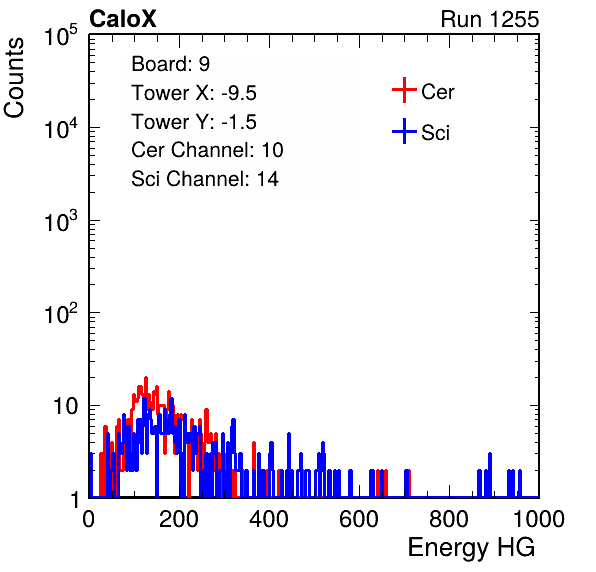 CaloX Run 1255
Counts
10^5
10^4
10^3
10^2
10
1
Board: 9
Tower X: -9.5
Tower Y: -1.5
Cer Channel: 10
Sci Channel: 14
Cer
Sci
0 200 400 600 800 1000
Energy HG